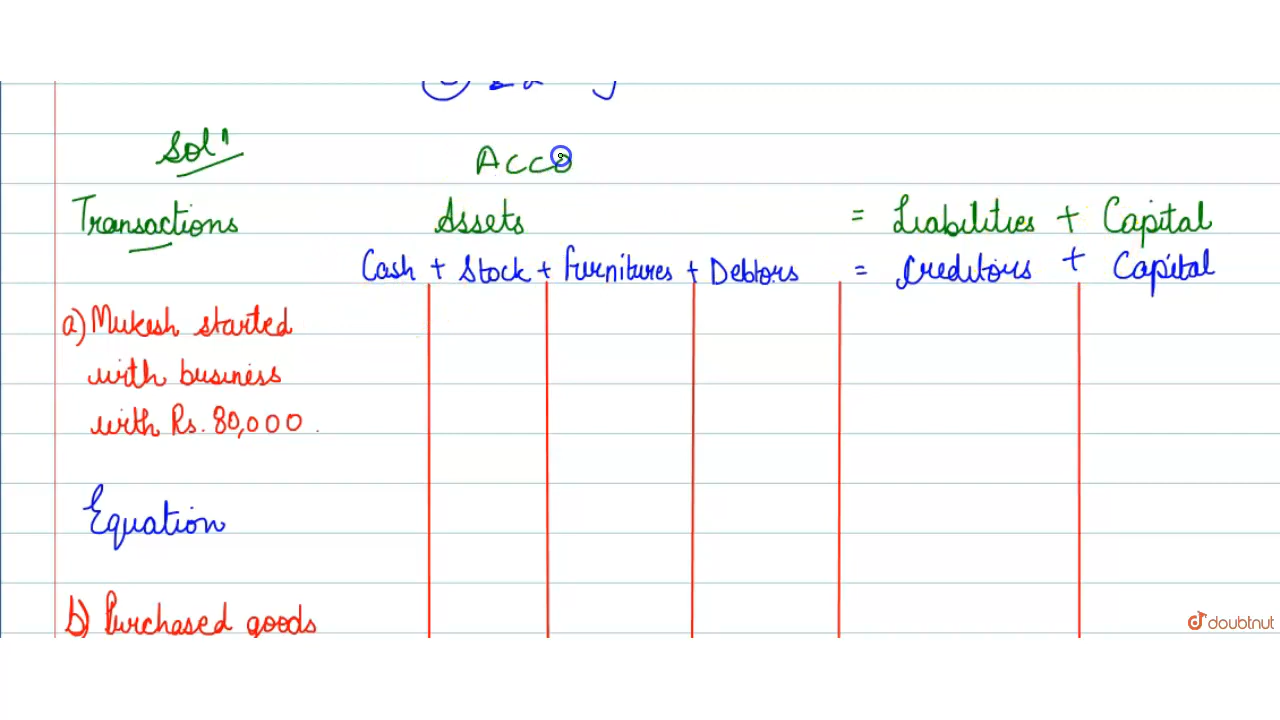 Solⁿ
Acco
Transactions Assets = Liabilities + Capital
Cash + Stock + Furnitures + Debtors = Creditors + Capital
a) Mukesh started
with business
with Rs. 80,000.
Equation
b) Purchased goods
doubtnut